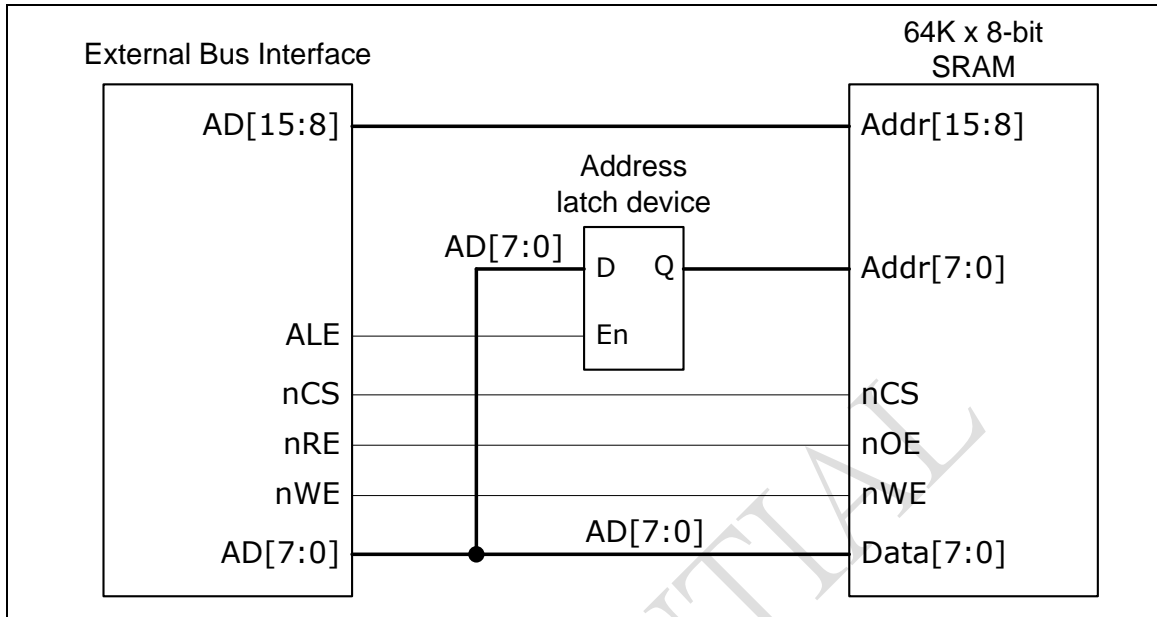 External Bus Interface
64K x 8-bit
SRAM
AD[15:8]
Addr[15:8]
Address
latch device
AD[7:0]
D
Q
Addr[7:0]
ALE
En
nCS
nCS
nRE
nOE
nWE
nWE
AD[7:0]
AD[7:0]
Data[7:0]
NTIAL